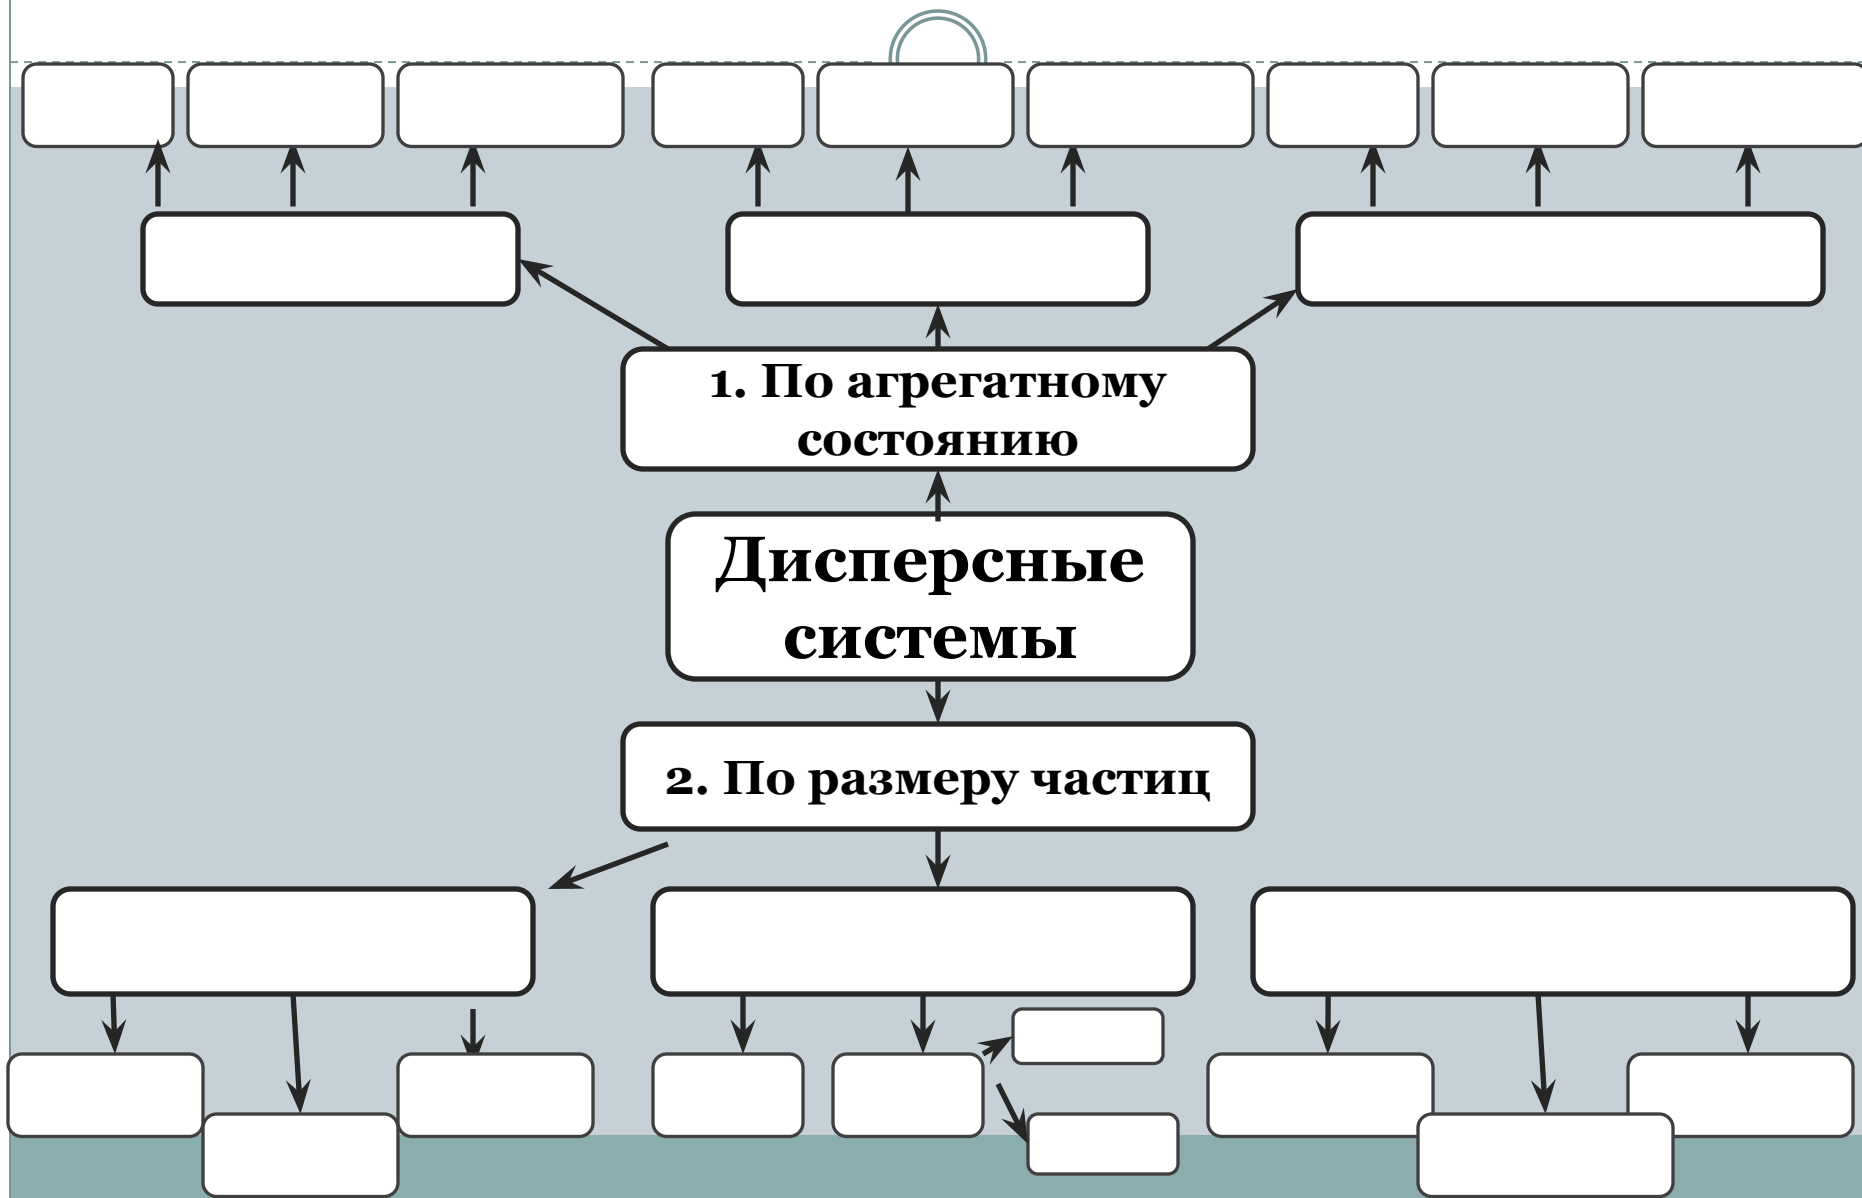 1. По агрегатному
состоянию
Дисперсные
системы
2. По размеру частиц